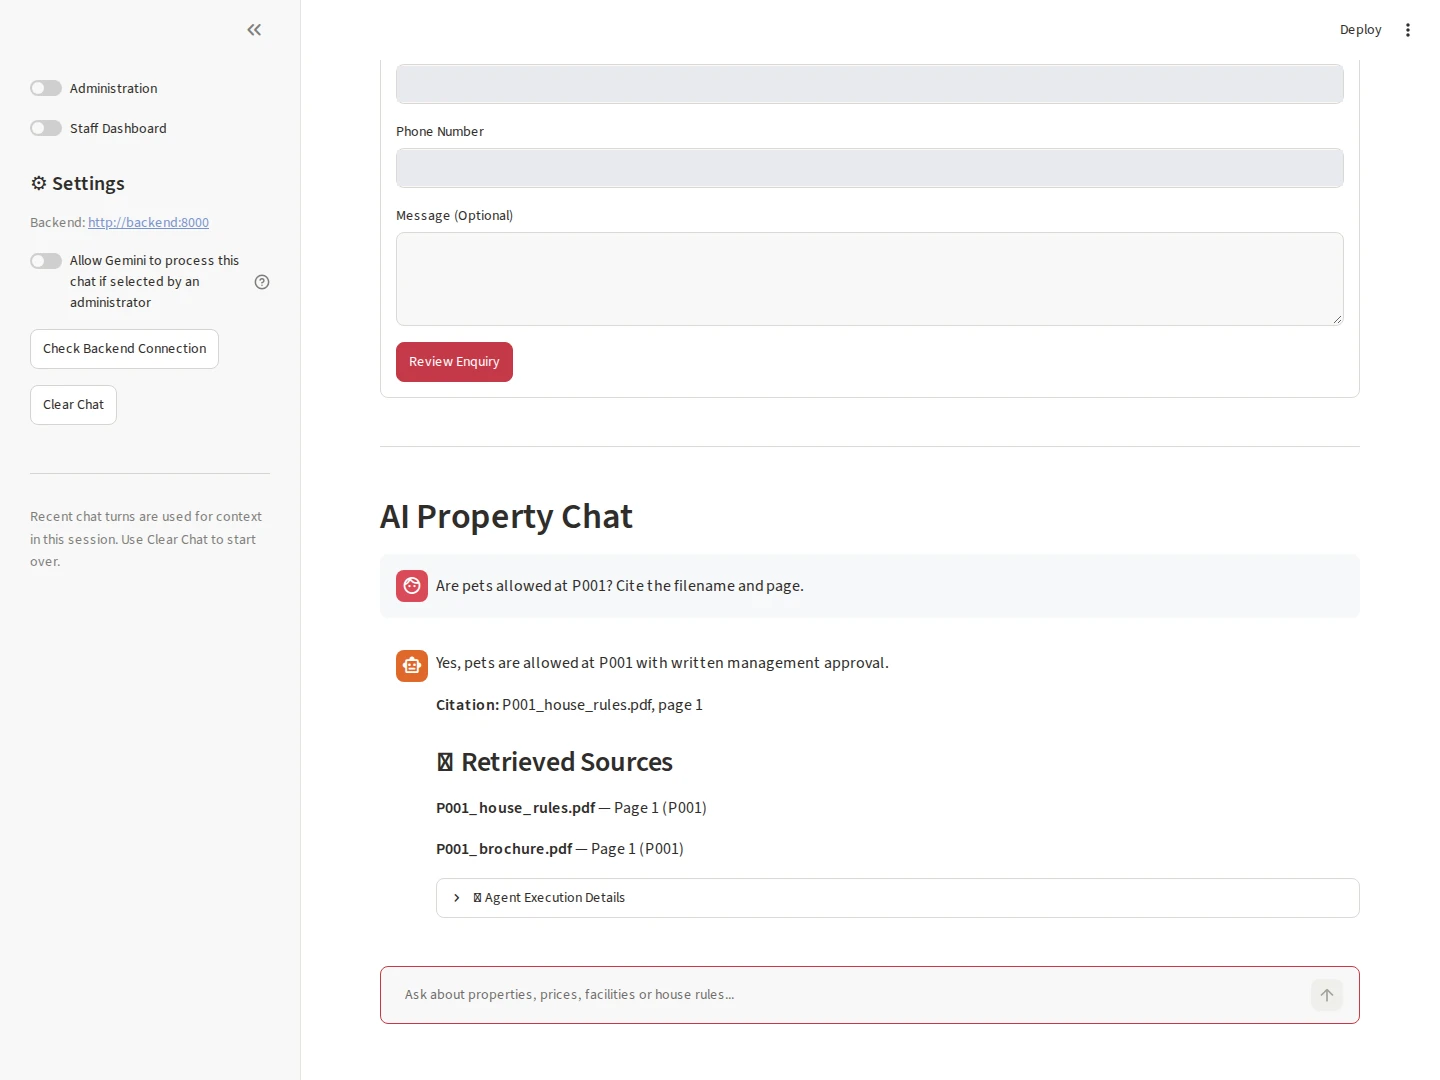 Deploy
Administration
Staff Dashboard
⚙ Settings
Backend: http://backend:8000
Allow Gemini to process this
chat if selected by an
administrator
Check Backend Connection
Clear Chat
Recent chat turns are used for context
in this session. Use Clear Chat to start
over.
Phone Number
Message (Optional)
Review Enquiry
AI Property Chat
Are pets allowed at P001? Cite the filename and page.
Yes, pets are allowed at P001 with written management approval.
Citation: P001_house_rules.pdf, page 1
Retrieved Sources
P001_house_rules.pdf — Page 1 (P001)
P001_brochure.pdf — Page 1 (P001)
Agent Execution Details
Ask about properties, prices, facilities or house rules...